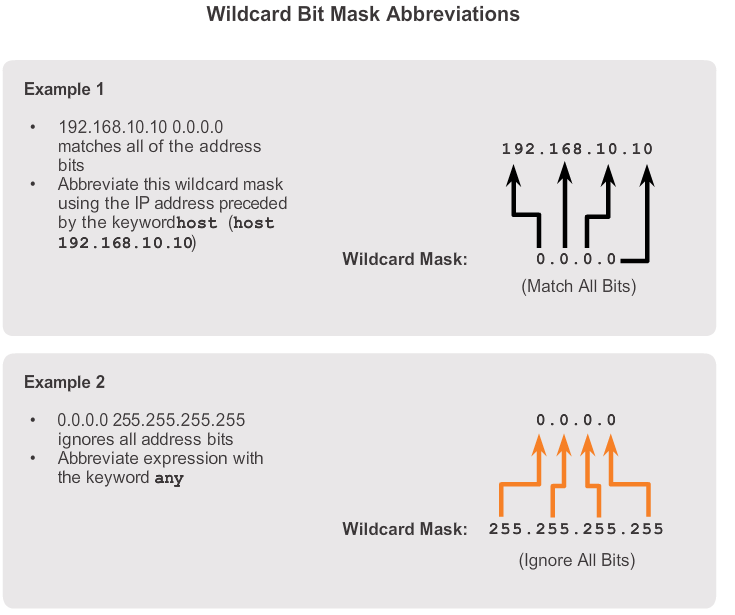 Wildcard Bit Mask Abbreviations
Example 1
• 192.168.10.10 0.0.0.0
matches all of the address
bits
• Abbreviate this wildcard mask
using the IP address preceded
by the keywordhost (host
192.168.10.10)
192.168.10.10
Wildcard Mask: 0.0.0.0
(Match All Bits)
Example 2
• 0.0.0.0 255.255.255.255
ignores all address bits
• Abbreviate expression with
the keyword any
0.0.0.0
Wildcard Mask: 255.255.255.255
(Ignore All Bits)